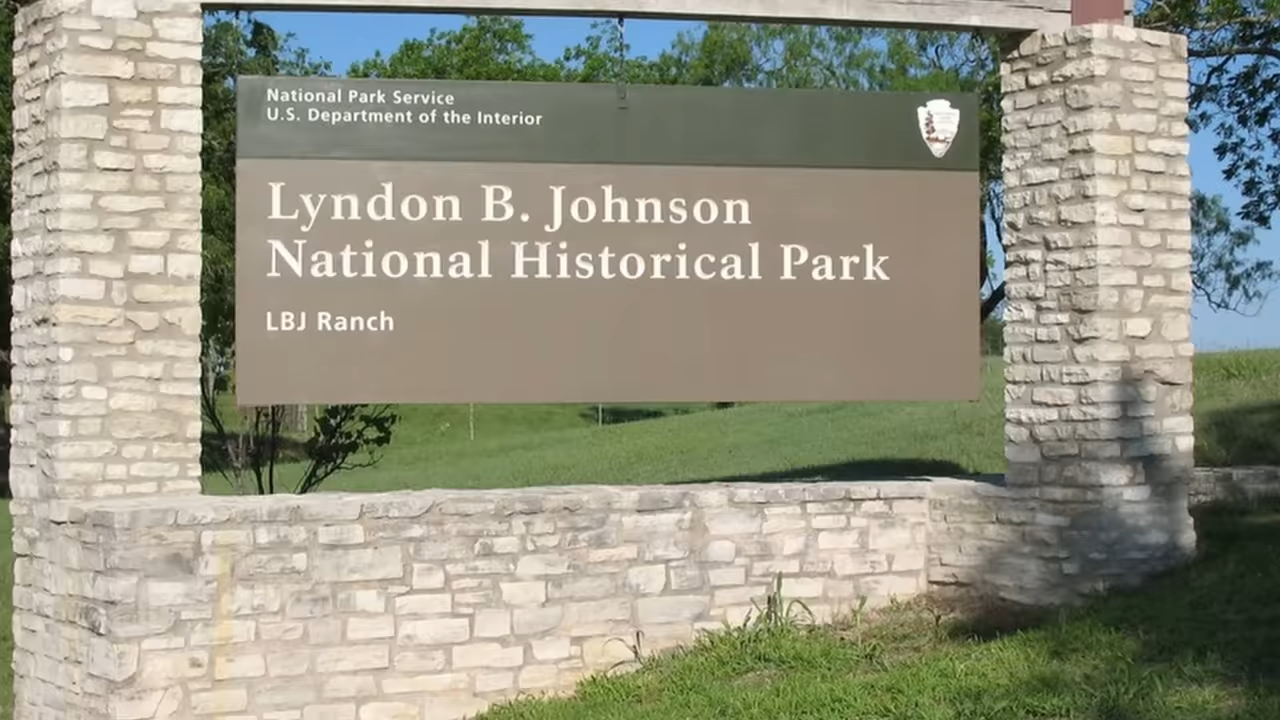 National Park Service
U.S. Department of the Interior
Lyndon B. Johnson
National Historical Park
LBJ Ranch